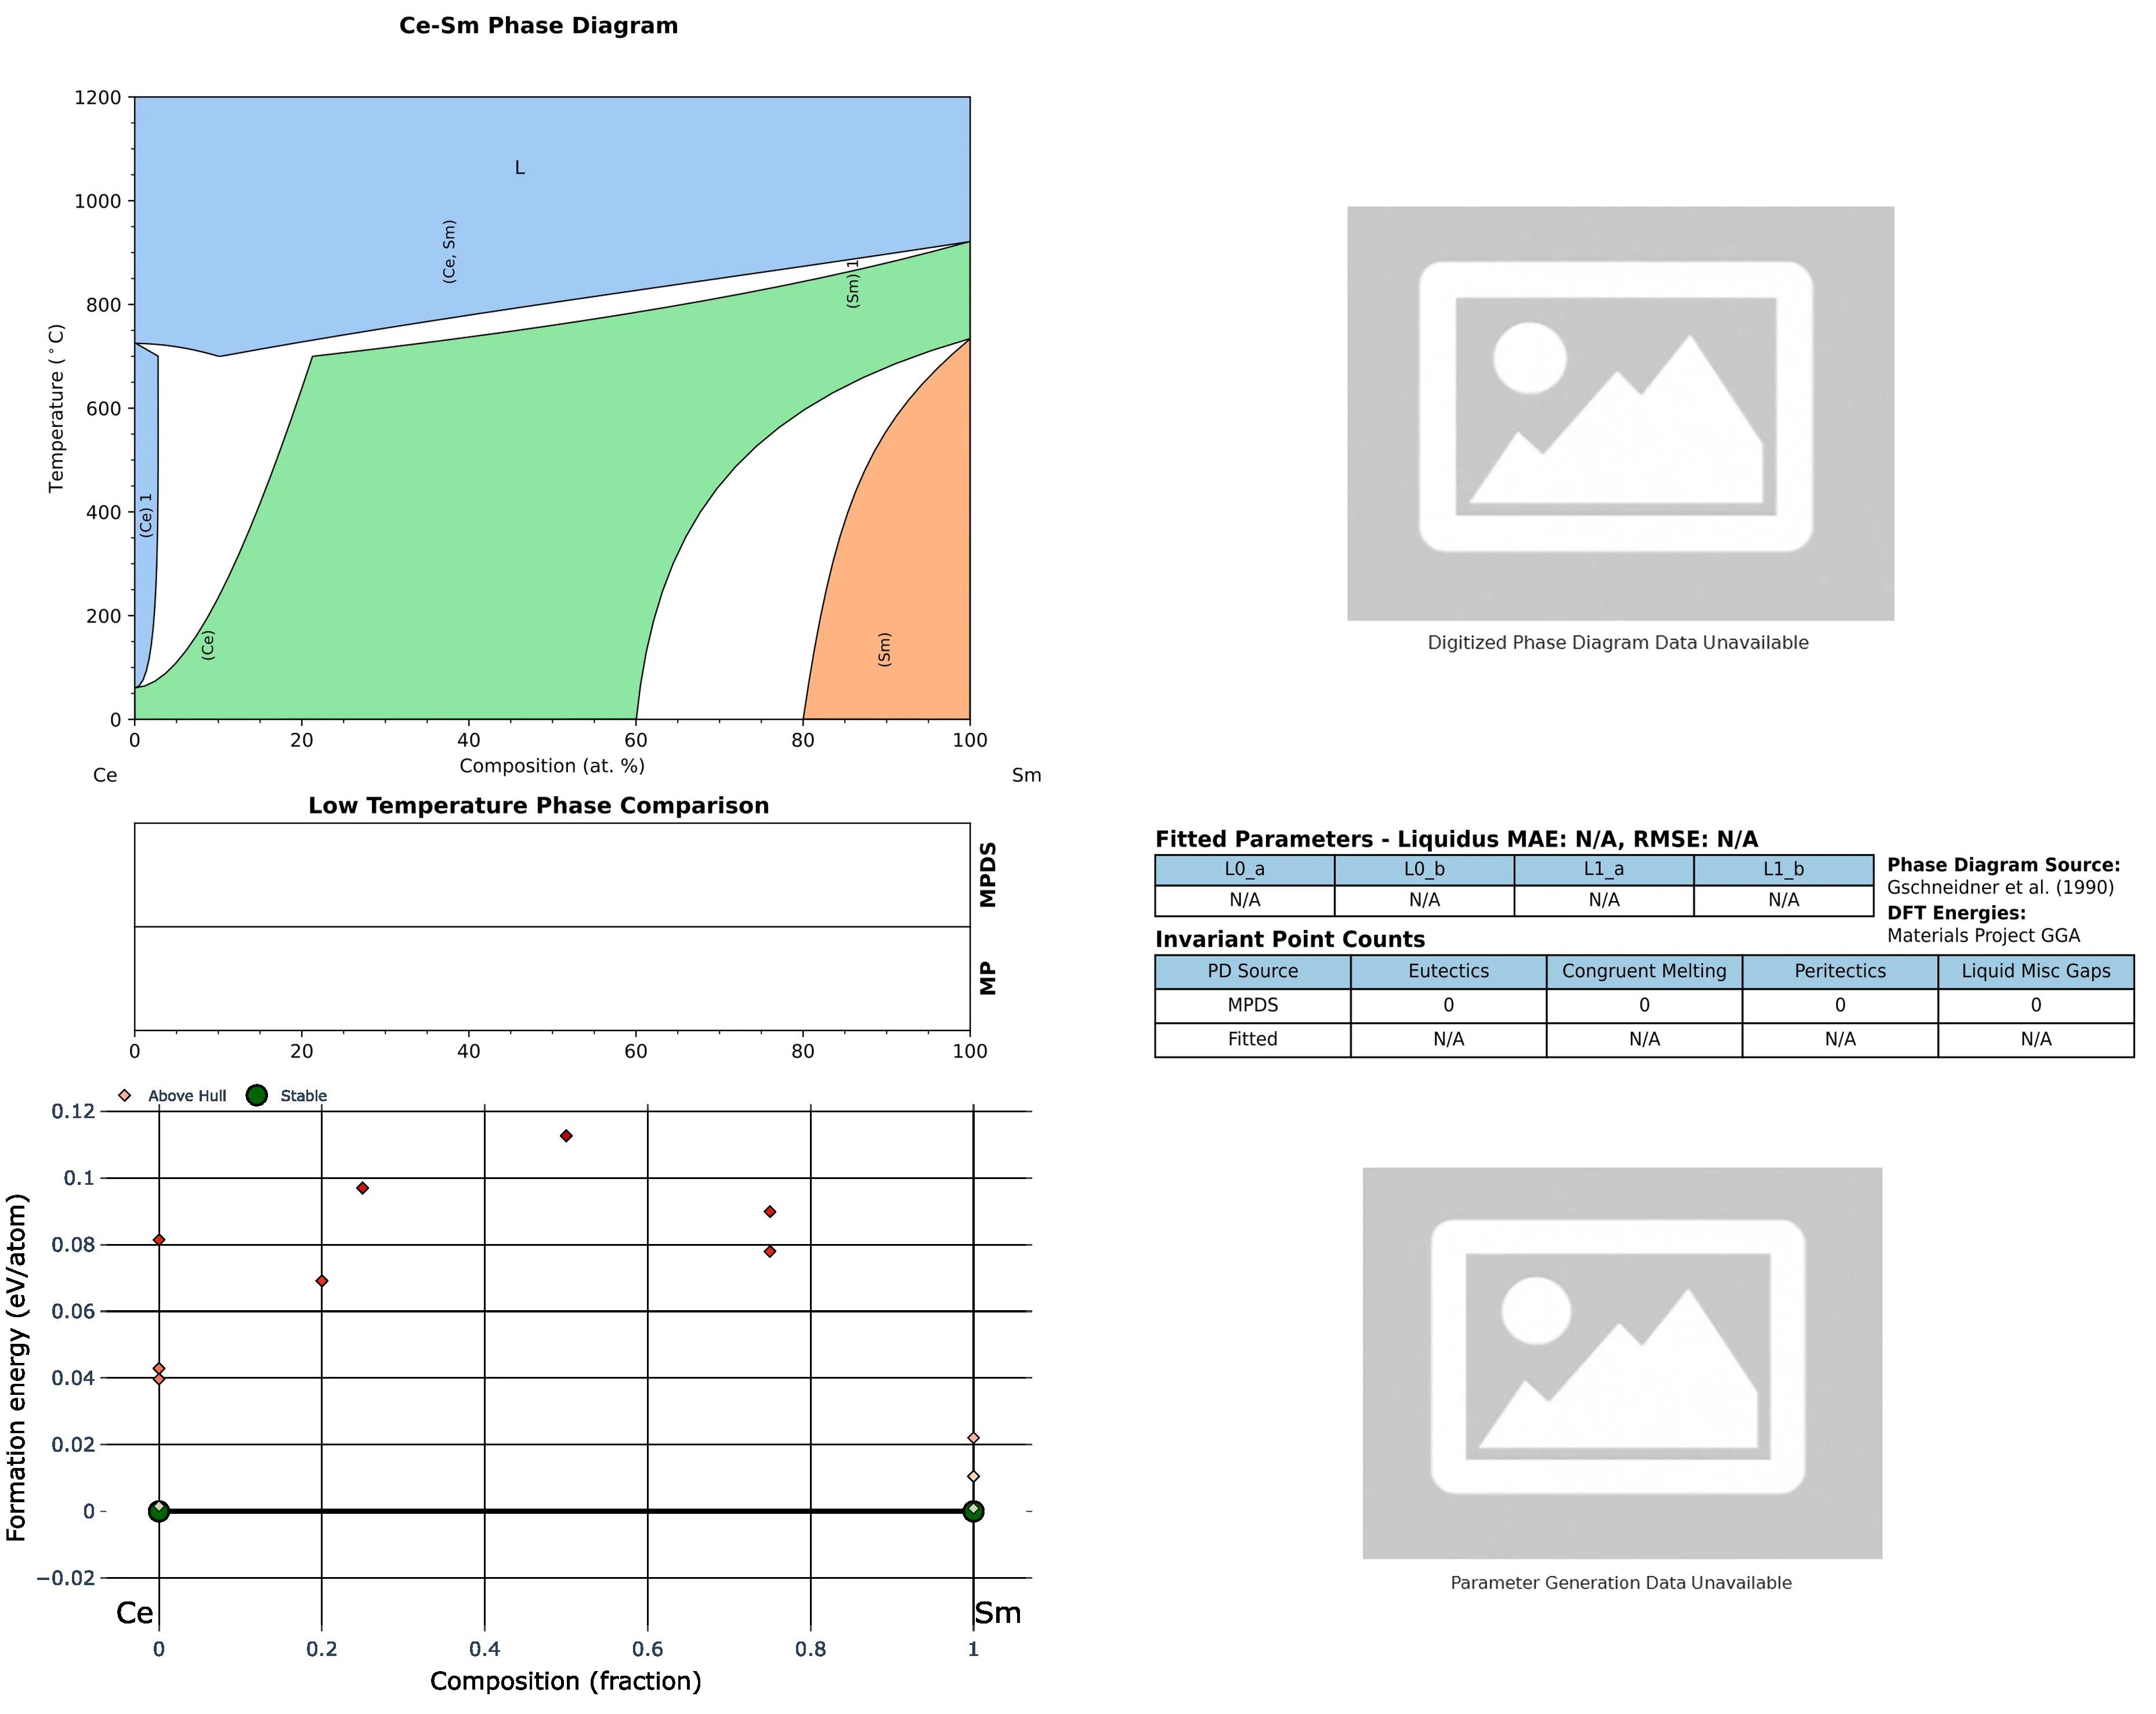 Ce-Sm Phase Diagram
1200
1000
800
600
400
200
0
Temperature (°C)
L
(Ce, Sm)
(Sm) 1
(Ce) 1
(Ce)
(Sm)
0 20 40 60 80 100
Composition (at. %)
Ce Sm
Digitized Phase Diagram Data Unavailable
Low Temperature Phase Comparison
MPDS
MP
0 20 40 60 80 100
Fitted Parameters - Liquidus MAE: N/A, RMSE: N/A
L0_a L0_b L1_a L1_b
N/A N/A N/A N/A
Phase Diagram Source:
Gschneidner et al. (1990)
DFT Energies:
Materials Project GGA
Invariant Point Counts
PD Source Eutectics Congruent Melting Peritectics Liquid Misc Gaps
MPDS 0 0 0 0
Fitted N/A N/A N/A N/A
Above Hull Stable
0.12
0.1
0.08
0.06
0.04
0.02
0
−0.02
Formation energy (eV/atom)
Ce Sm
0 0.2 0.4 0.6 0.8 1
Composition (fraction)
Parameter Generation Data Unavailable